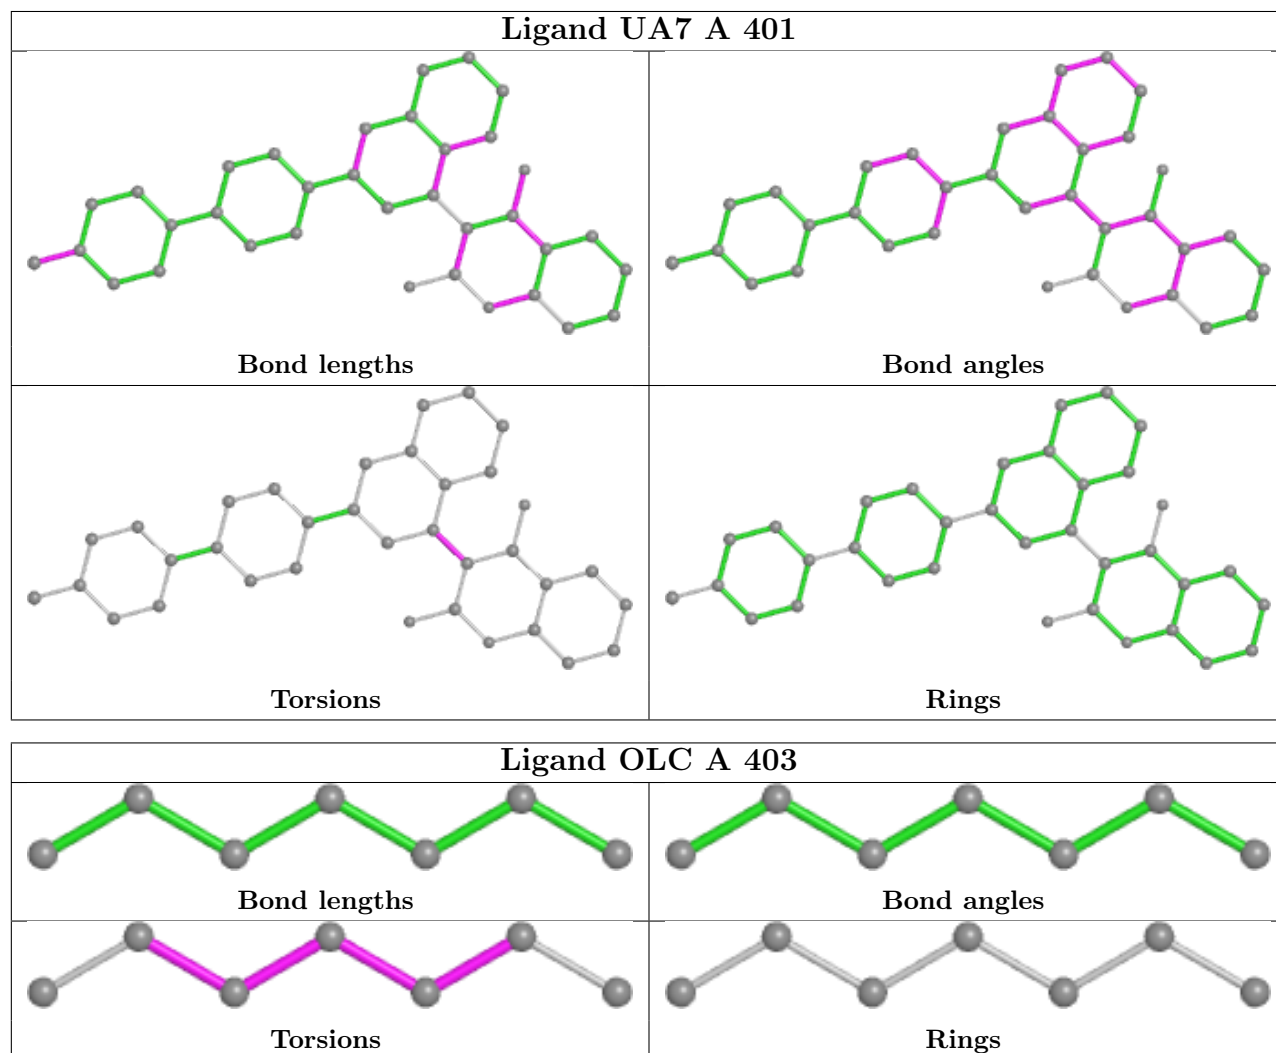 Ligand UA7 A 401
Bond lengths
Bond angles
Torsions
Rings
Ligand OLC A 403
Bond lengths
Bond angles
Torsions
Rings